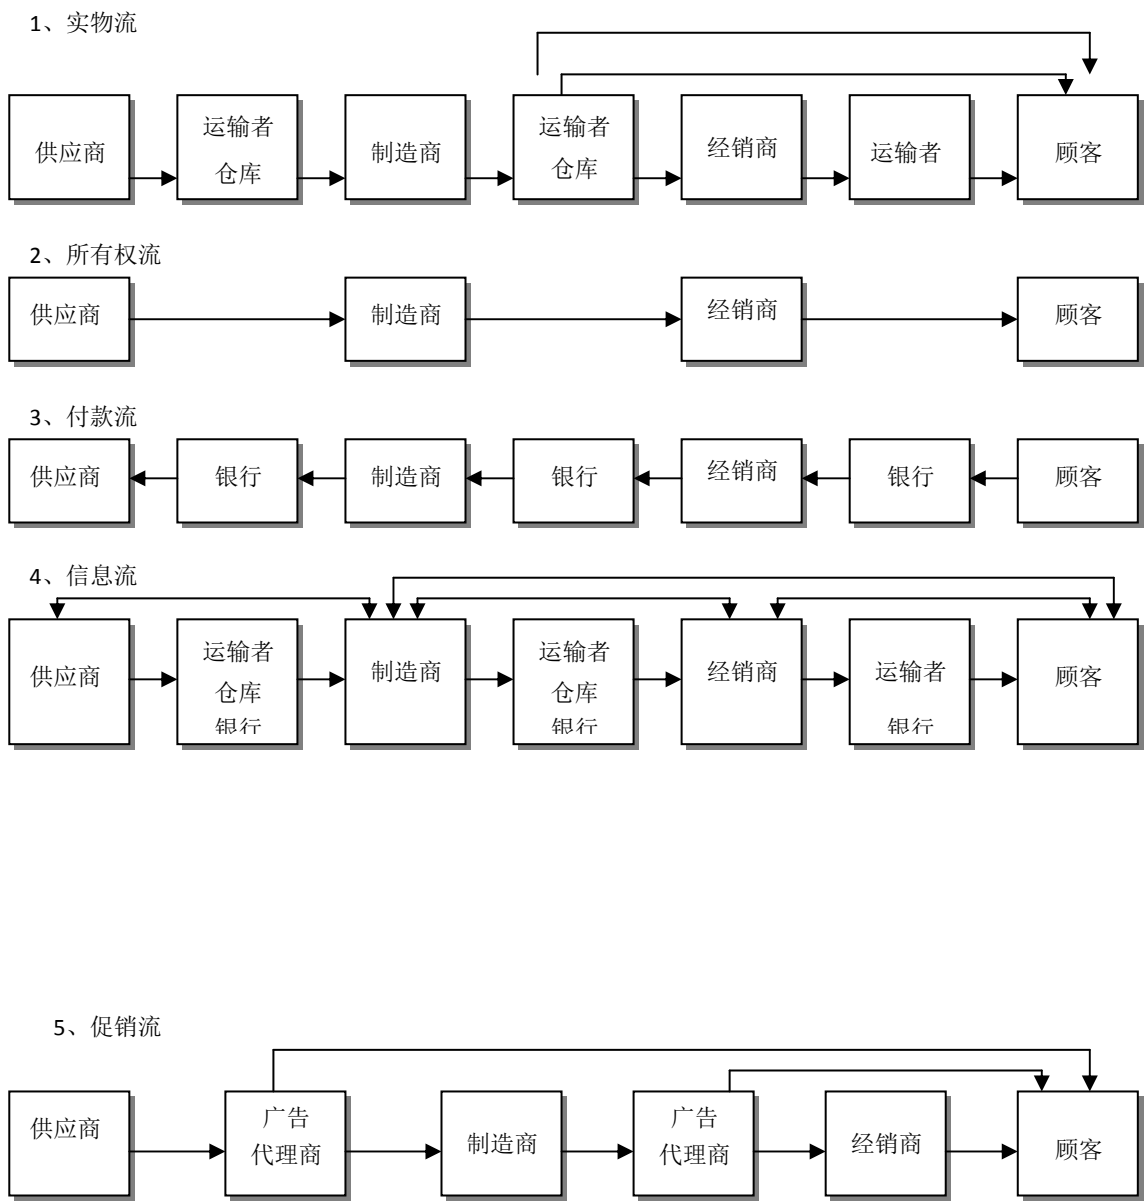 1、实物流
供应商
运输者
仓库
制造商
运输者
仓库
经销商
运输者
顾客
2、所有权流
供应商
制造商
经销商
顾客
3、付款流
供应商
银行
制造商
银行
经销商
银行
顾客
4、信息流
供应商
运输者
仓库
银行
制造商
运输者
仓库
银行
经销商
运输者
银行
顾客
5、促销流
供应商
广告
代理商
制造商
广告
代理商
经销商
顾客